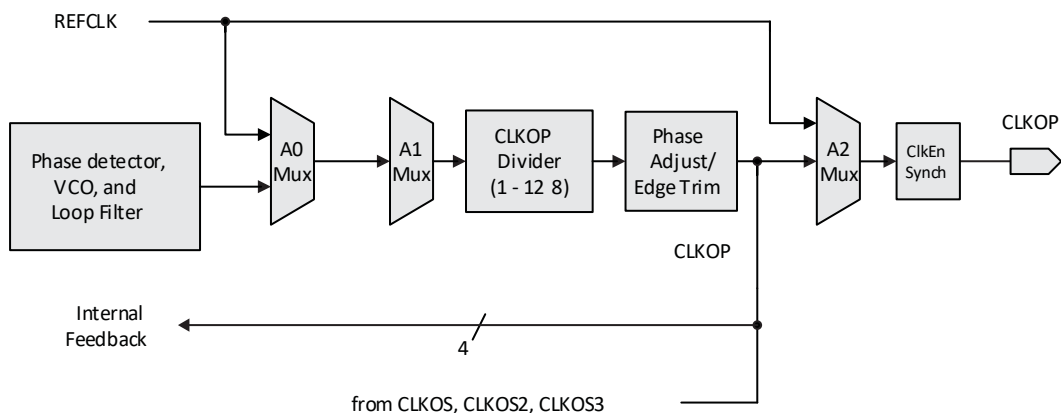 REFCLK
Phase detector,
VCO, and
Loop Filter
A0
Mux
A1
Mux
CLKOP
Divider
(1 - 12 8)
Phase
Adjust/
Edge Trim
A2
Mux
ClkEn
Synch
CLKOP
CLKOP
Internal
Feedback
4
from CLKOS, CLKOS2, CLKOS3